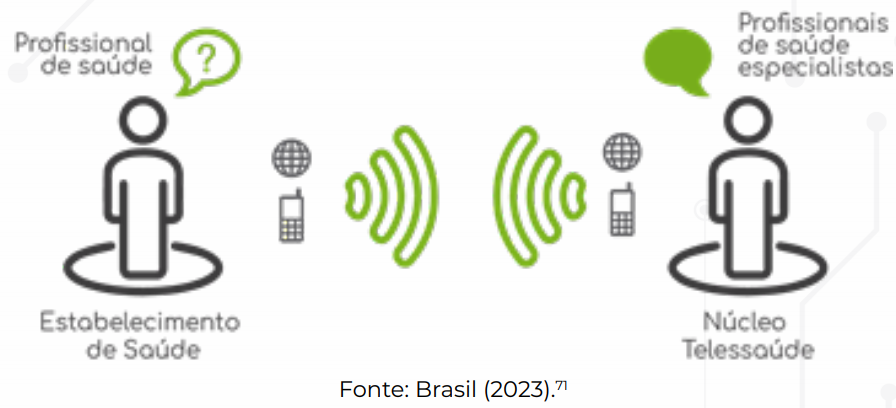 Profissional
de saúde
?
Profissionais
de saúde
especialistas
Estabelecimento
de Saúde
Núcleo
Telessaúde
Fonte: Brasil (2023).⁷¹